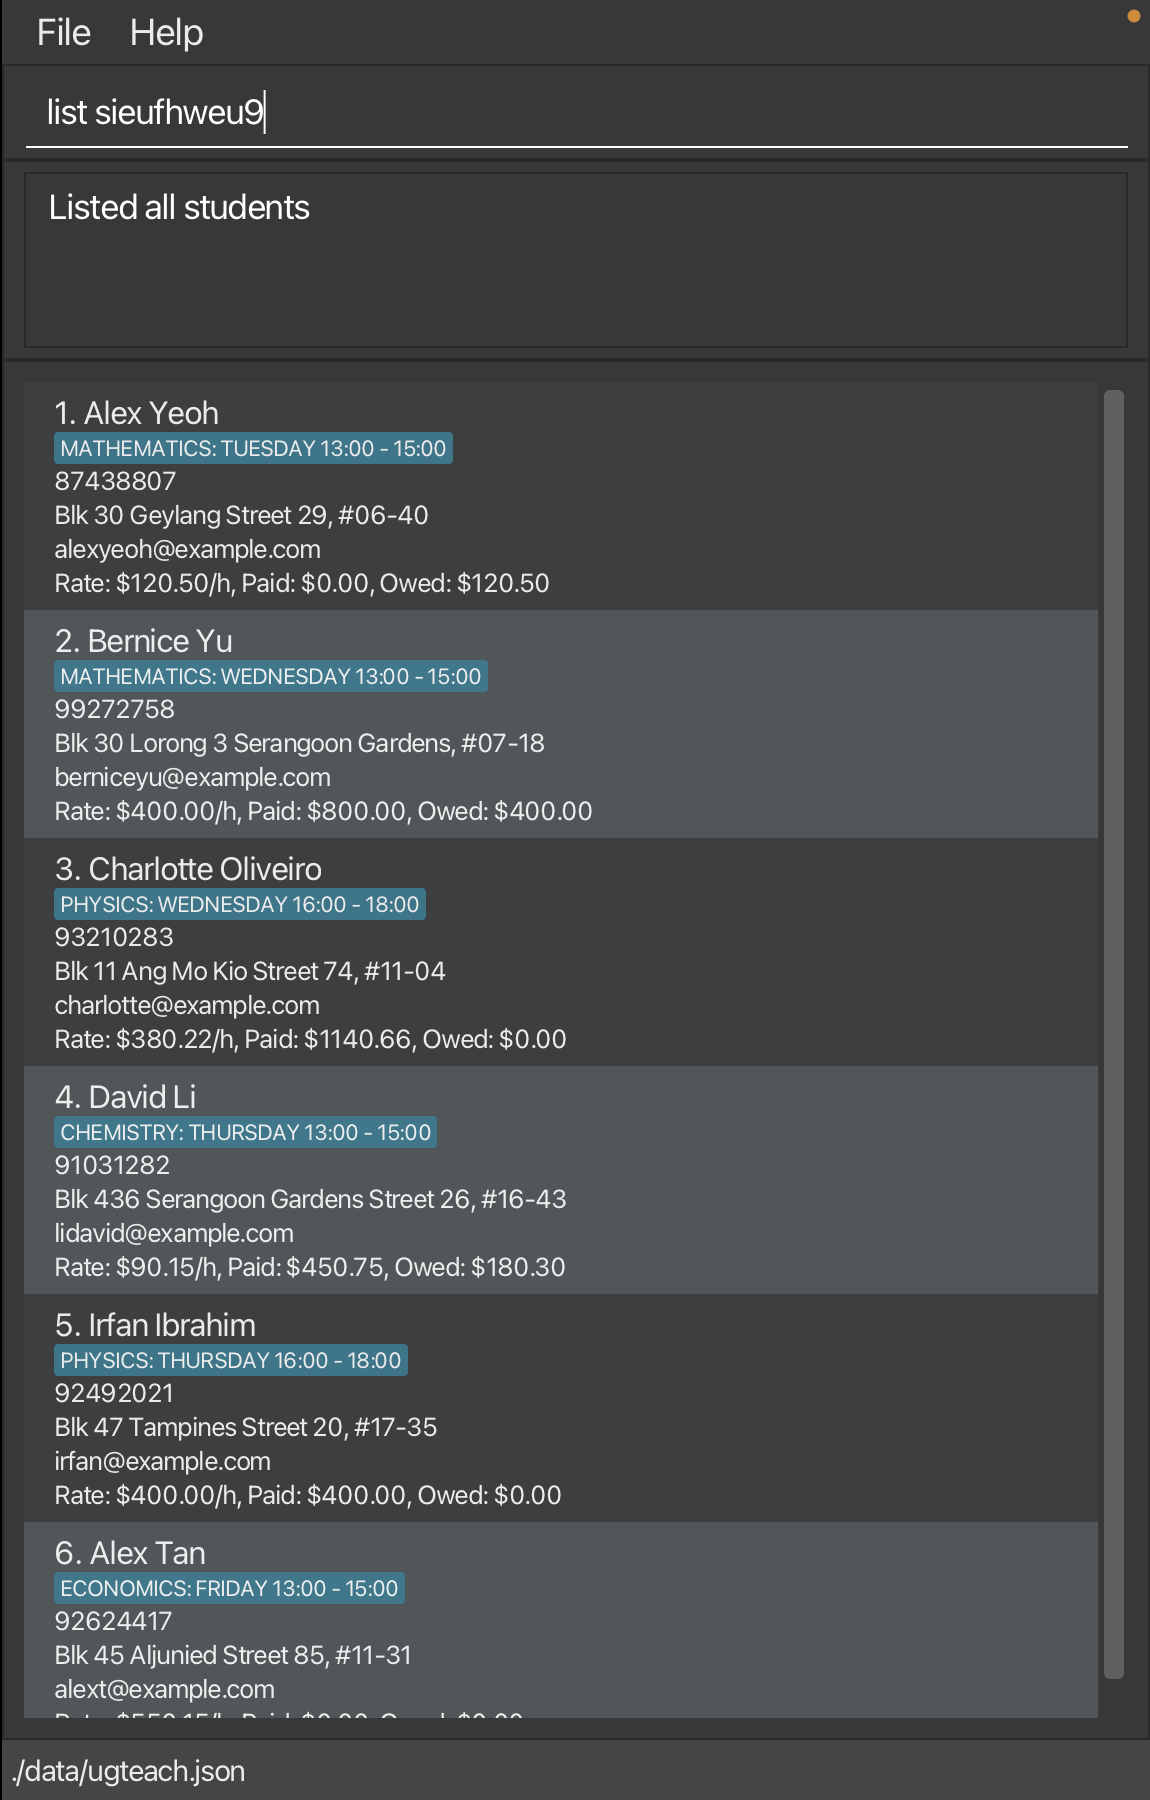 File Help
list sieufhweu9
Listed all students
1. Alex Yeoh
MATHEMATICS: TUESDAY 13:00 - 15:00
87438807
Blk 30 Geylang Street 29, #06-40
alexyeoh@example.com
Rate: $120.50/h, Paid: $0.00, Owed: $120.50
2. Bernice Yu
MATHEMATICS: WEDNESDAY 13:00 - 15:00
99272758
Blk 30 Lorong 3 Serangoon Gardens, #07-18
berniceyu@example.com
Rate: $400.00/h, Paid: $800.00, Owed: $400.00
3. Charlotte Oliveiro
PHYSICS: WEDNESDAY 16:00 - 18:00
93210283
Blk 11 Ang Mo Kio Street 74, #11-04
charlotte@example.com
Rate: $380.22/h, Paid: $1140.66, Owed: $0.00
4. David Li
CHEMISTRY: THURSDAY 13:00 - 15:00
91031282
Blk 436 Serangoon Gardens Street 26, #16-43
lidavid@example.com
Rate: $90.15/h, Paid: $450.75, Owed: $180.30
5. Irfan Ibrahim
PHYSICS: THURSDAY 16:00 - 18:00
92492021
Blk 47 Tampines Street 20, #17-35
irfan@example.com
Rate: $400.00/h, Paid: $400.00, Owed: $0.00
6. Alex Tan
ECONOMICS: FRIDAY 13:00 - 15:00
92624417
Blk 45 Aljunied Street 85, #11-31
alext@example.com
./data/ugteach.json